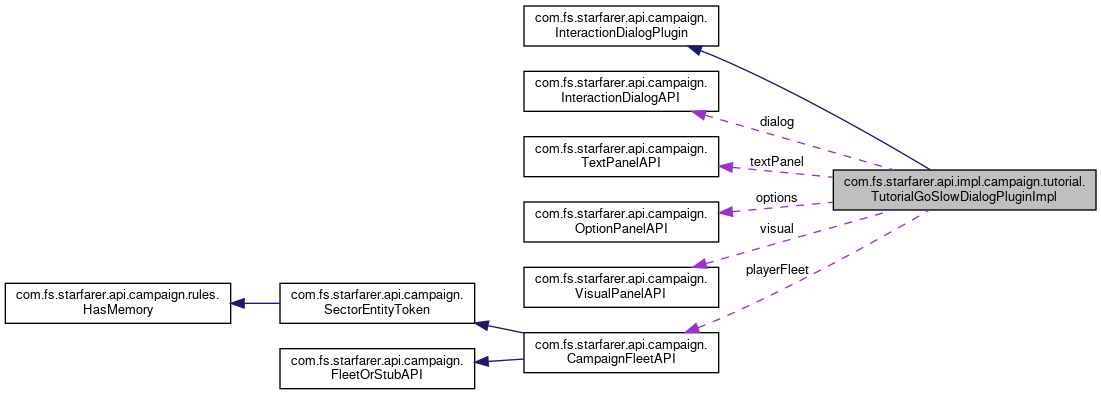 com.fs.starfarer.api.campaign.
InteractionDialogPlugin
com.fs.starfarer.api.campaign.
InteractionDialogAPI
dialog
com.fs.starfarer.api.campaign.
TextPanelAPI
textPanel
com.fs.starfarer.api.impl.campaign.tutorial.
TutorialGoSlowDialogPluginImpl
options
com.fs.starfarer.api.campaign.
OptionPanelAPI
visual
com.fs.starfarer.api.campaign.
VisualPanelAPI
playerFleet
com.fs.starfarer.api.campaign.rules.
HasMemory
com.fs.starfarer.api.campaign.
SectorEntityToken
com.fs.starfarer.api.campaign.
CampaignFleetAPI
com.fs.starfarer.api.campaign.
FleetOrStubAPI